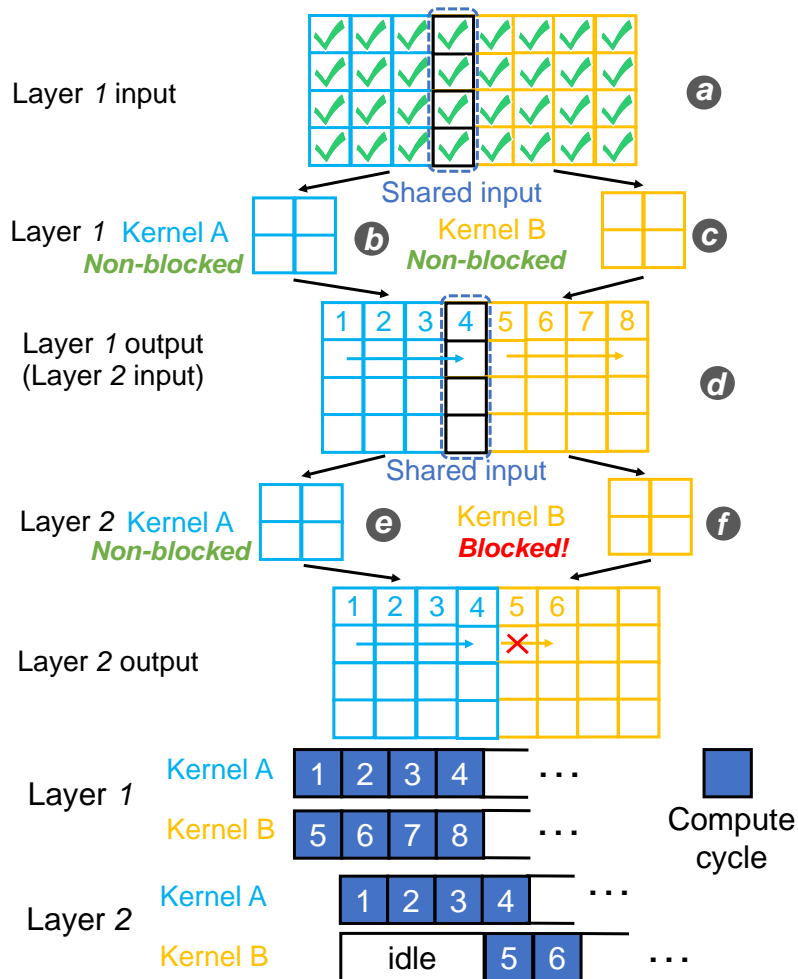 Layer 1 input
a
Shared input
Layer 1 Kernel A
Non-blocked
b
Kernel B
Non-blocked
c
1 2 3 4 5 6 7 8
Layer 1 output
(Layer 2 input)
d
Shared input
Layer 2 Kernel A
Non-blocked
e
Kernel B
Blocked!
f
1 2 3 4 5 6
Layer 2 output
Layer 1
Kernel A
1 2 3 4 ...
Kernel B
5 6 7 8 ...
Compute
cycle
Layer 2
Kernel A
1 2 3 4 ...
Kernel B
idle 5 6 ...